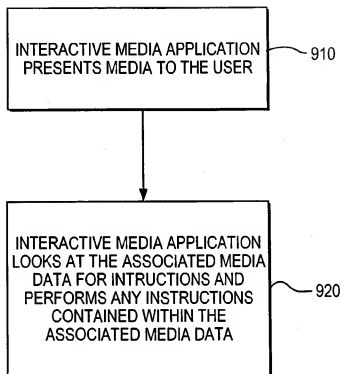 INTERACTIVE MEDIA APPLICATION
PRESENTS MEDIA TO THE USER
910
INTERACTIVE MEDIA APPLICATION
LOOKS AT THE ASSOCIATED MEDIA
DATA FOR INTRUCTIONS AND
PERFORMS ANY INSTRUCTIONS
CONTAINED WITHIN THE
ASSOCIATED MEDIA DATA
920